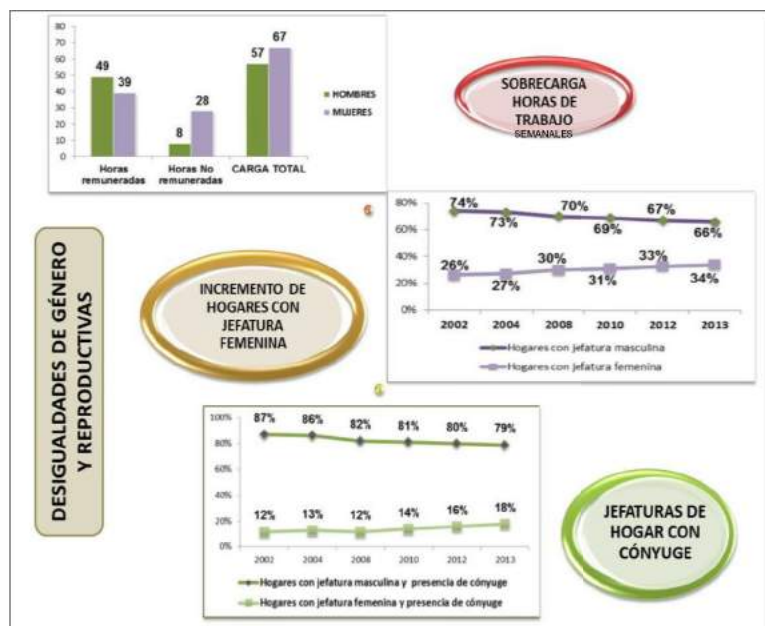 49
39
8
28
57
67
80
70
60
50
40
30
20
10
0
Horas
remuneradas
Horas No
remuneradas
CARGA TOTAL
HOMBRES
MUJERES
SOBRECARGA
HORAS DE
TRABAJO
SEMANALES
DESIGUALDADES DE GÉNERO
Y REPRODUCTIVAS
INCREMENTO DE
HOGARES CON
JEFATURA
FEMENINA
80%
40%
0%
74%
73%
70%
69%
67%
66%
26%
27%
30%
31%
33%
34%
2002 2004 2008 2010 2012 2013
Hogares con jefatura masculina
Hogares con jefatura femenina
100%
80%
60%
40%
20%
0%
87% 86% 82% 81% 80% 79%
12% 13% 12% 14% 16% 18%
2002 2004 2008 2010 2012 2013
Hogares con jefatura masculina y presencia de cónyuge
Hogares con jefatura femenina y presencia de cónyuge
JEFATURAS DE
HOGAR CON
CÓNYUGE